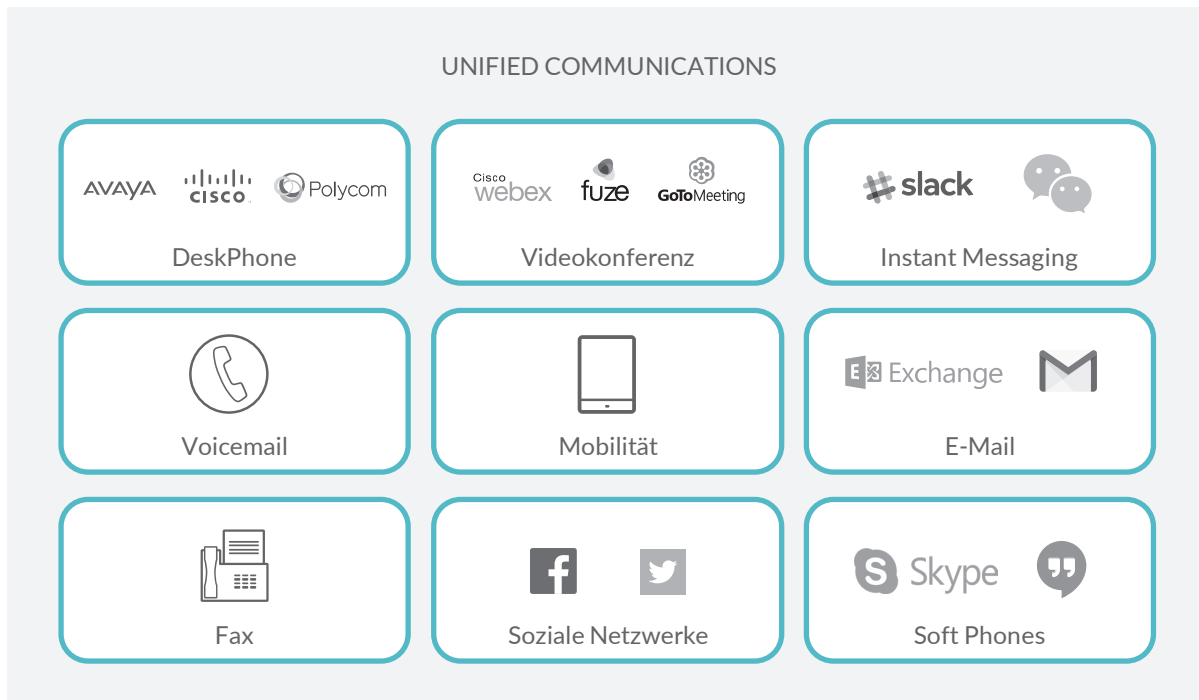 UNIFIED COMMUNICATIONS
AVAYA CISCO Polycom
DeskPhone
Cisco webex fuze GoToMeeting
Videokonferenz
slack
Instant Messaging
Voicemail
Mobilität
E Exchange
E-Mail
Fax
f
Soziale Netzwerke
S Skype
Soft Phones